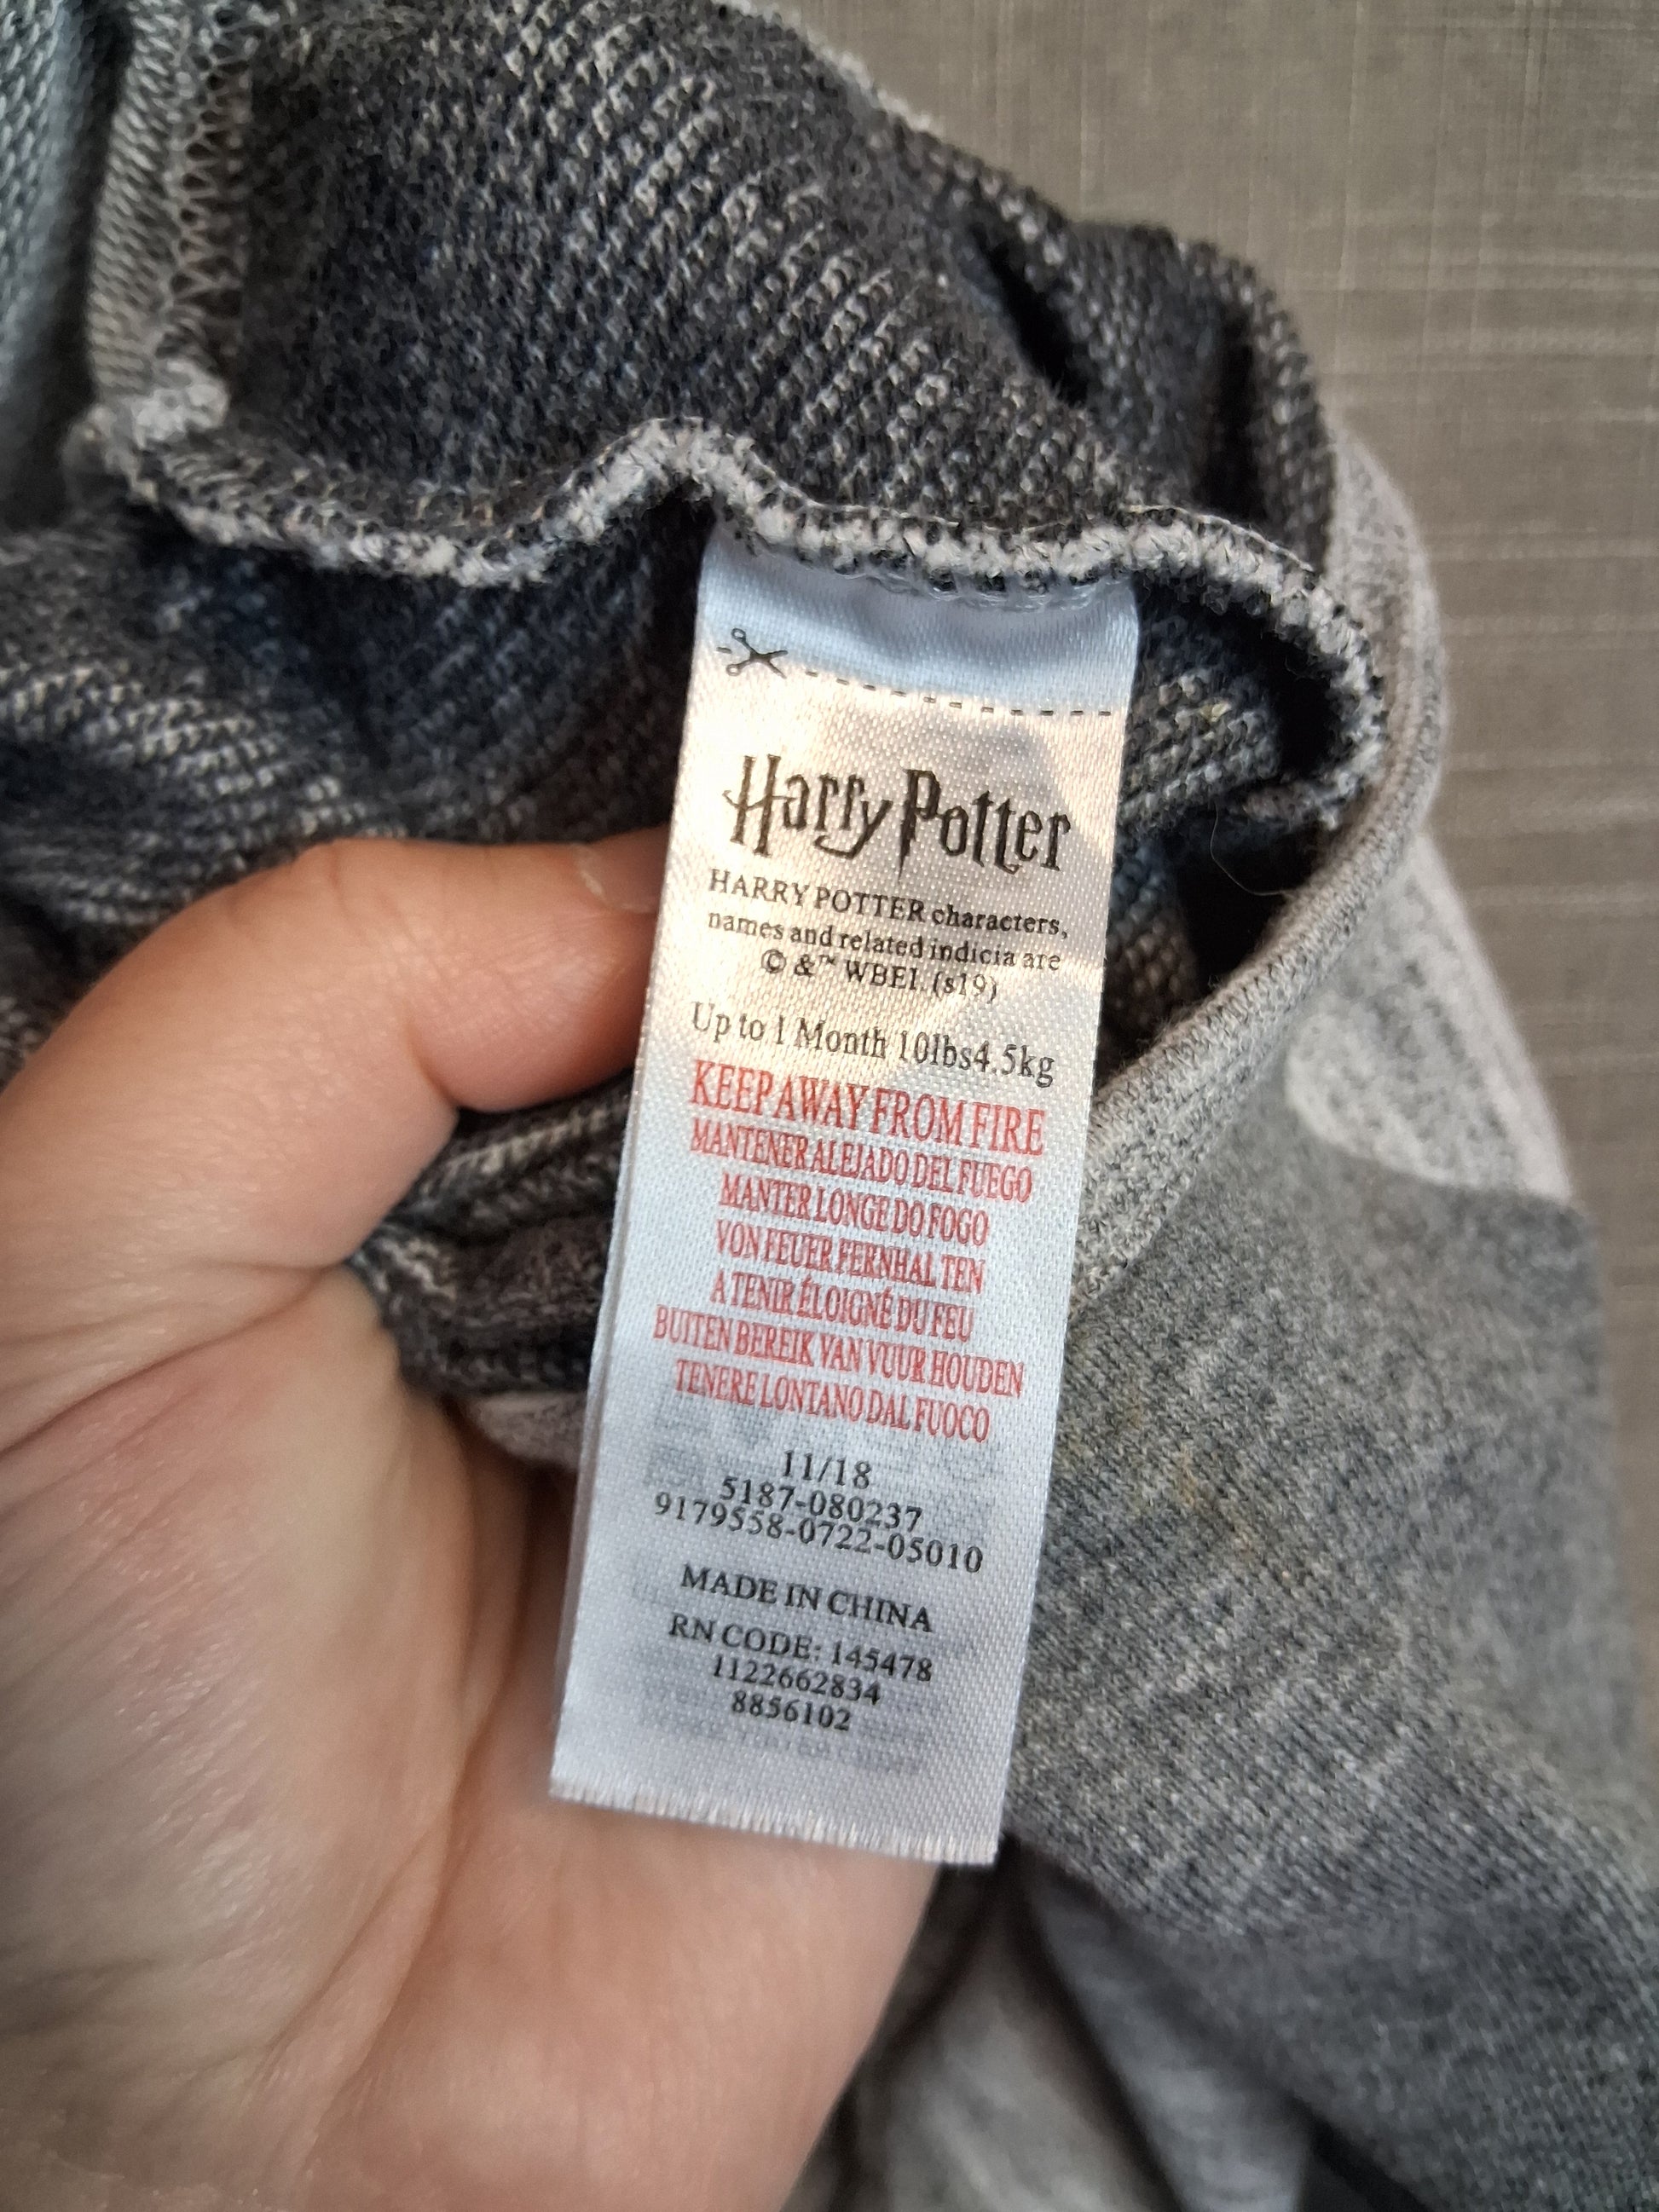 Harry Potter
HARRY POTTER characters,
names and related indicia are
© &™ WBEI. (s19)
Up to 1 Month 10lbs4.5kg
KEEP AWAY FROM FIRE
MANTENER ALEJADO DEL FUEGO
MANTER LONGE DO FOGO
VON FEUER FERNHAL TEN
A TENIR ÉLOIGNÉ DU FEU
BUITEN BEREIK VAN VUUR HOUDEN
TENERE LONTANO DAL FUOCO
11/18
5187-080237
9179558-0722-05010
MADE IN CHINA
RN CODE: 145478
1122662834
8856102